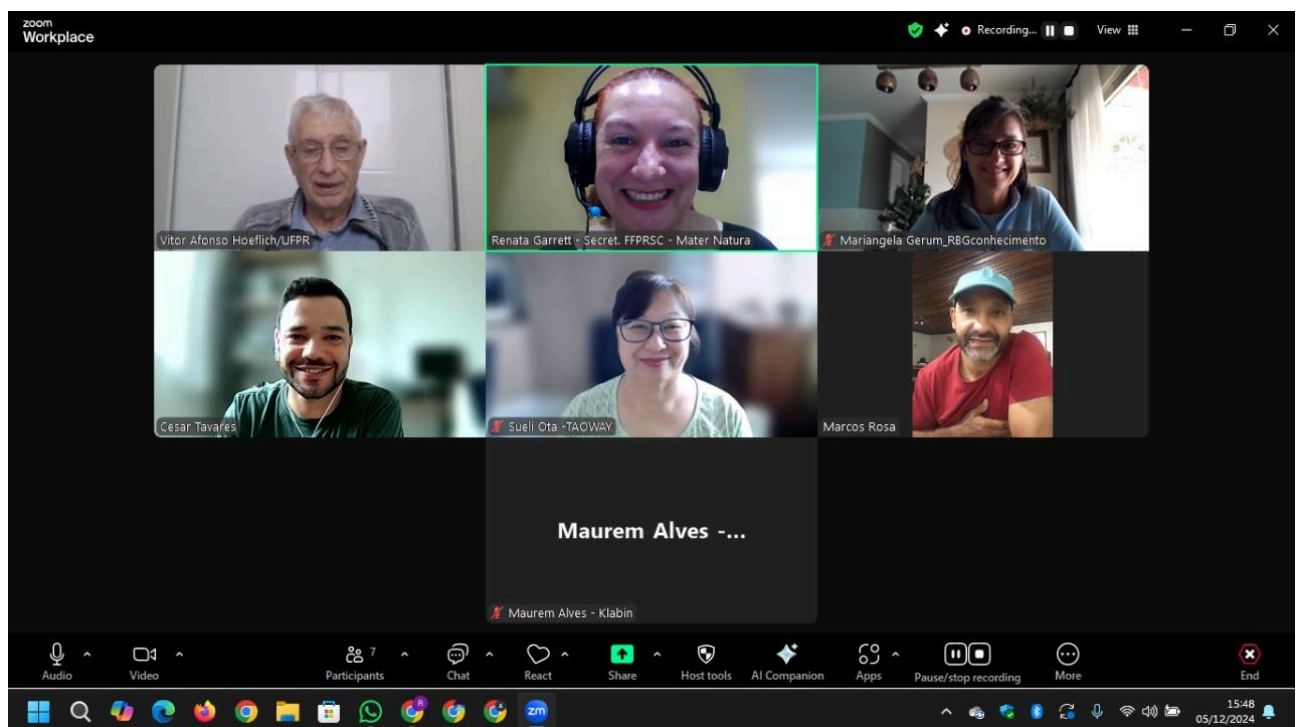 zoom
Workplace
Recording...
View
Vitor Afonso Hoeflich/UFPR
Renata Garrett - Secret. FFPRSC - Mater Natura
Mariangela Gerum_RBGconhecimento
Cesar Tavares
Sueli Ota -TAOWAY
Marcos Rosa
Maurem Alves -...
Maurem Alves - Klabin
Audio
Video
Participants
7
Chat
React
Share
Host tools
AI Companion
Apps
Pause/stop recording
More
End
zm
15:48
05/12/2024